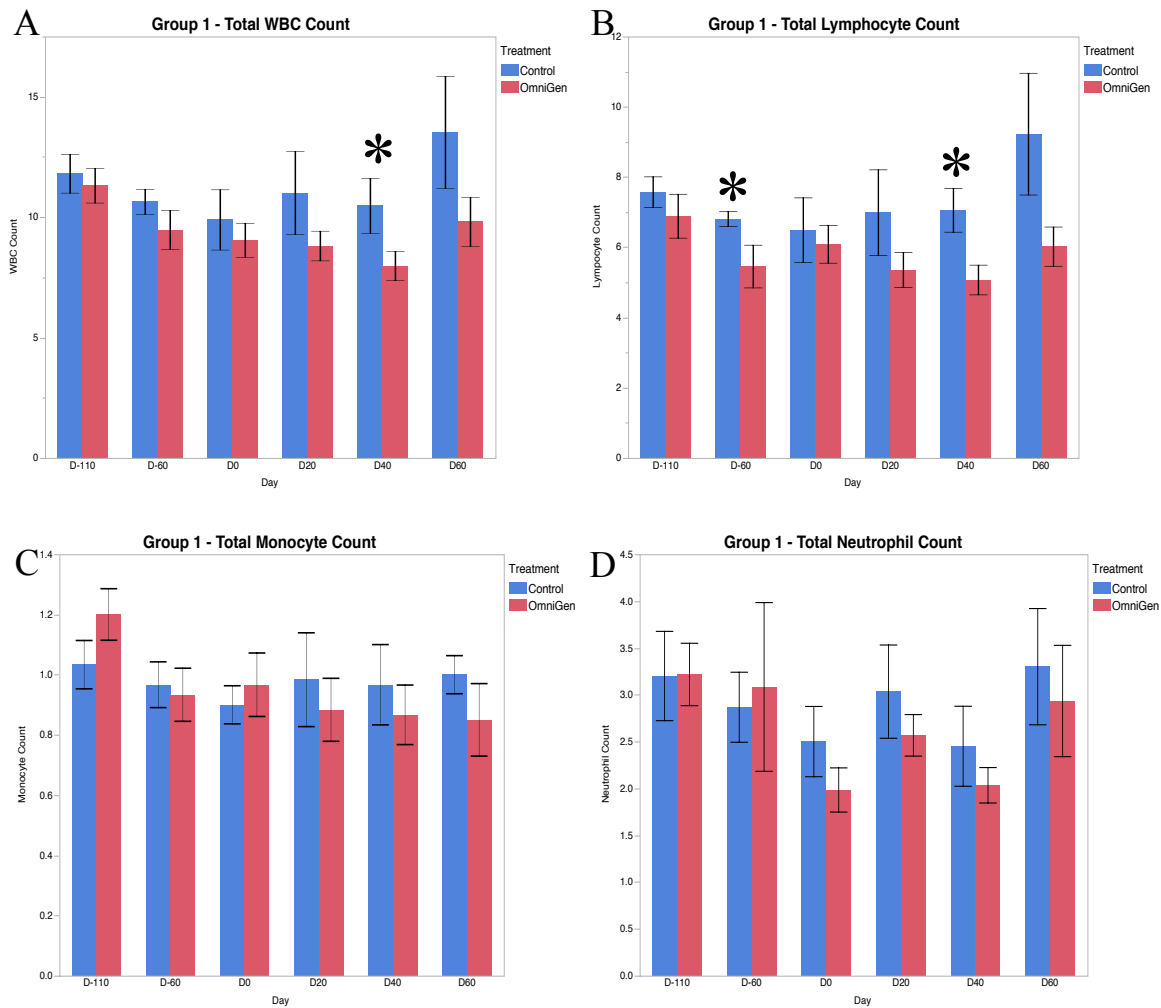 A
Group 1 - Total WBC Count
Treatment
Control
OmniGen
WBC Count
15
10
5
0
*
D-110 D-60 D0 D20 D40 D60
Day
B
Group 1 - Total Lymphocyte Count
Treatment
Control
OmniGen
Lympocyte Count
12
10
8
6
4
2
0
* *
D-110 D-60 D0 D20 D40 D60
Day
C
Group 1 - Total Monocyte Count
Treatment
Control
OmniGen
Monocyte Count
1.4
1.2
1.0
0.8
0.6
0.4
0.2
0.0
D-110 D-60 D0 D20 D40 D60
Day
D
Group 1 - Total Neutrophil Count
Treatment
Control
OmniGen
Neutrophil Count
4.5
4.0
3.5
3.0
2.5
2.0
1.5
1.0
0.5
0.0
D-110 D-60 D0 D20 D40 D60
Day